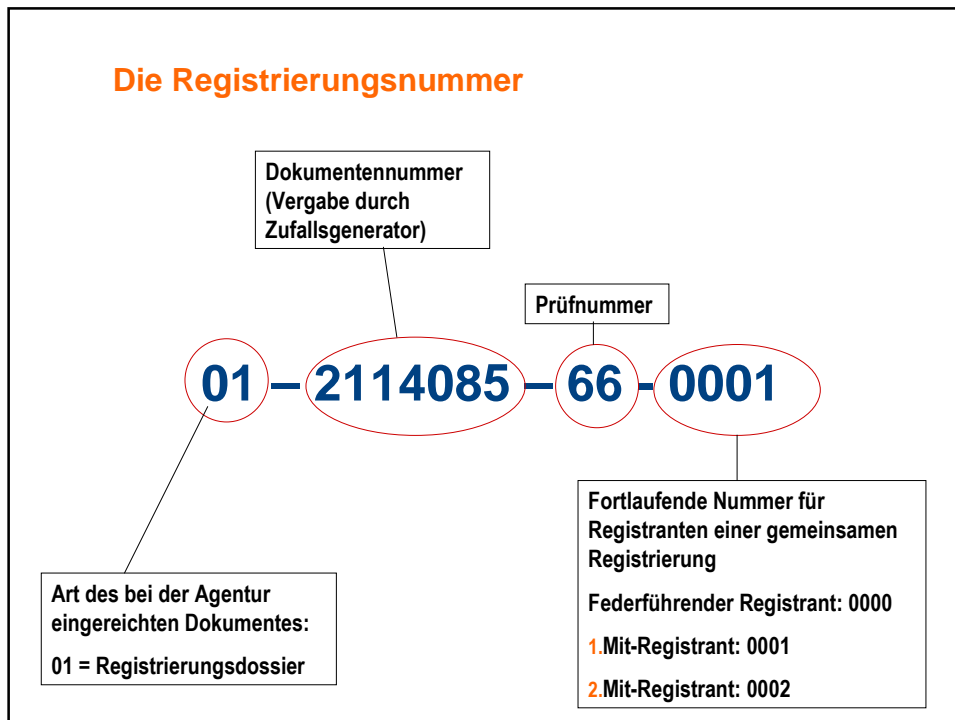 Die Registrierungsnummer
Dokumentennummer
(Vergabe durch
Zufallsgenerator)
Prüfnummer
01 – 2114085 – 66 - 0001
Fortlaufende Nummer für
Registranten einer gemeinsamen
Registrierung
Federführender Registrant: 0000
1.Mit-Registrant: 0001
2.Mit-Registrant: 0002
Art des bei der Agentur
eingereichten Dokumentes:
01 = Registrierungsdossier